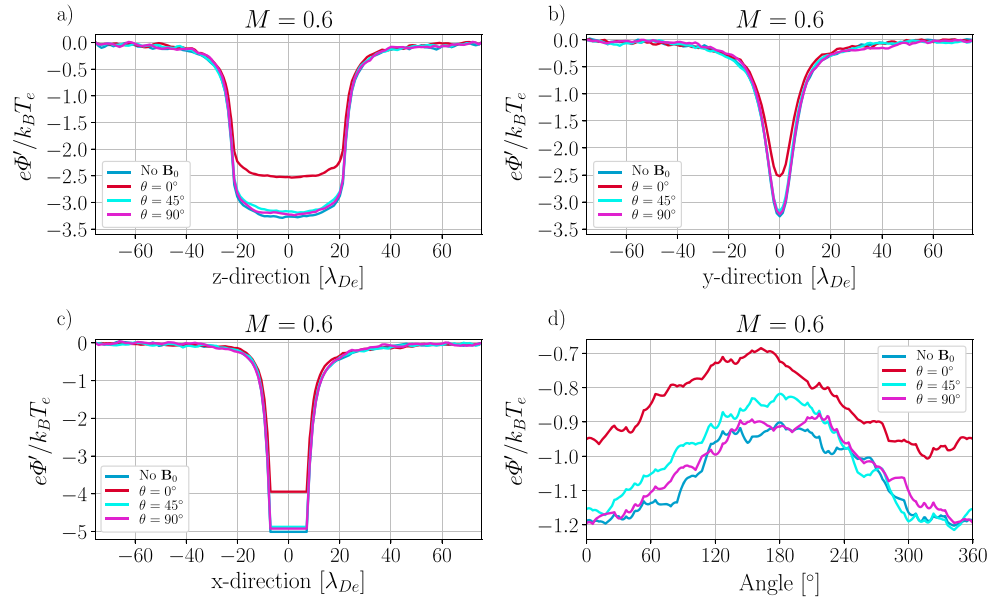 a)
M = 0.6
eΦ′/k_BT_e
0.0
−0.5
−1.0
−1.5
−2.0
−2.5
−3.0
−3.5
No B₀
θ = 0°
θ = 45°
θ = 90°
−60 −40 −20 0 20 40 60
z-direction [λ_De]
b)
M = 0.6
eΦ′/k_BT_e
0.0
−0.5
−1.0
−1.5
−2.0
−2.5
−3.0
−3.5
No B₀
θ = 0°
θ = 45°
θ = 90°
−60 −40 −20 0 20 40 60
y-direction [λ_De]
c)
M = 0.6
eΦ′/k_BT_e
0
−1
−2
−3
−4
−5
No B₀
θ = 0°
θ = 45°
θ = 90°
−60 −40 −20 0 20 40 60
x-direction [λ_De]
d)
M = 0.6
eΦ′/k_BT_e
−0.7
−0.8
−0.9
−1.0
−1.1
−1.2
No B₀
θ = 0°
θ = 45°
θ = 90°
0 60 120 180 240 300 360
Angle [°]